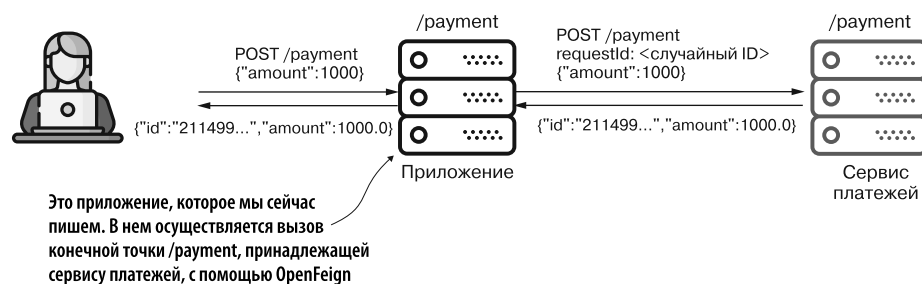 /payment
/payment
POST /payment
{"amount":1000}
POST /payment
requestId: <случайный ID>
{"amount":1000}
{"id":"211499...","amount":1000.0}
{"id":"211499...","amount":1000.0}
Приложение
Сервис
платежей
Это приложение, которое мы сейчас
пишем. В нем осуществляется вызов
конечной точки /payment, принадлежащей
сервису платежей, с помощью OpenFeign